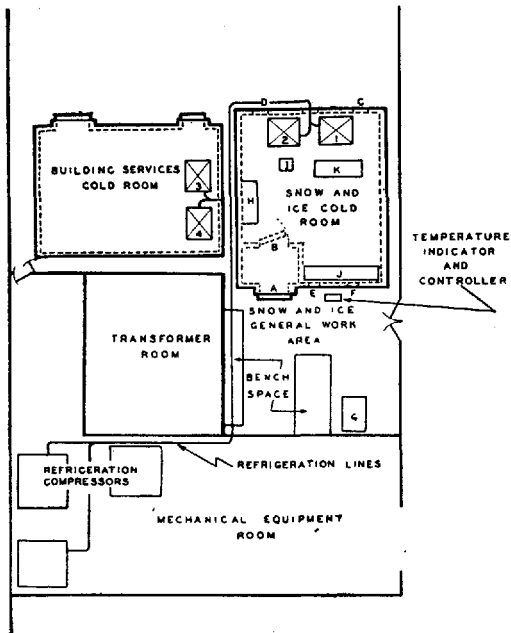 D
C
2
1
BUILDING SERVICES
COLD ROOM
3
4
I
K
H
SNOW AND
ICE COLD
ROOM
B
J
A
E
F
TEMPERATURE
INDICATOR
AND
CONTROLLER
SNOW AND ICE
GENERAL WORK
AREA
TRANSFORMER
ROOM
BENCH
SPACE
G
REFRIGERATION
COMPRESSORS
REFRIGERATION LINES
MECHANICAL EQUIPMENT
ROOM